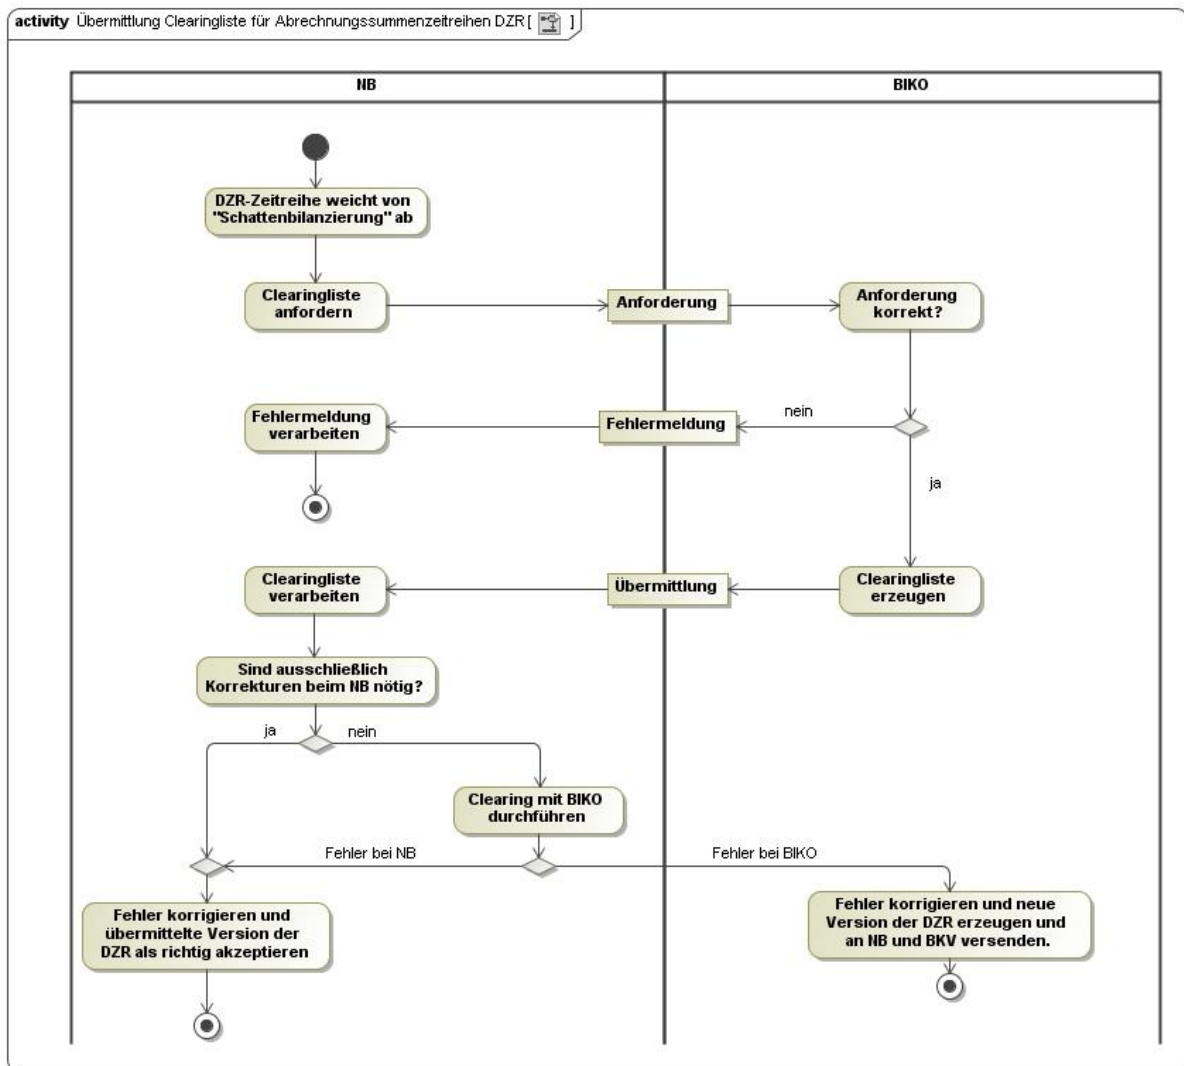 activity Übermittlung Clearingliste für Abrechnungssummenzeitreihen DZR [ ]
NB
BIKO
DZR-Zeitreihe weicht von
"Schattenbilanzierung" ab
Clearingliste
anfordern
Anforderung
Anforderung
korrekt?
Fehlermeldung
verarbeiten
Fehlermeldung
nein
ja
Clearingliste
verarbeiten
Übermittlung
Clearingliste
erzeugen
Sind ausschließlich
Korrekturen beim NB nötig?
ja
nein
Clearing mit BIKO
durchführen
Fehler bei NB
Fehler bei BIKO
Fehler korrigieren und
übermittelte Version der
DZR als richtig akzeptieren
Fehler korrigieren und neue
Version der DZR erzeugen und
an NB und BKV versenden.